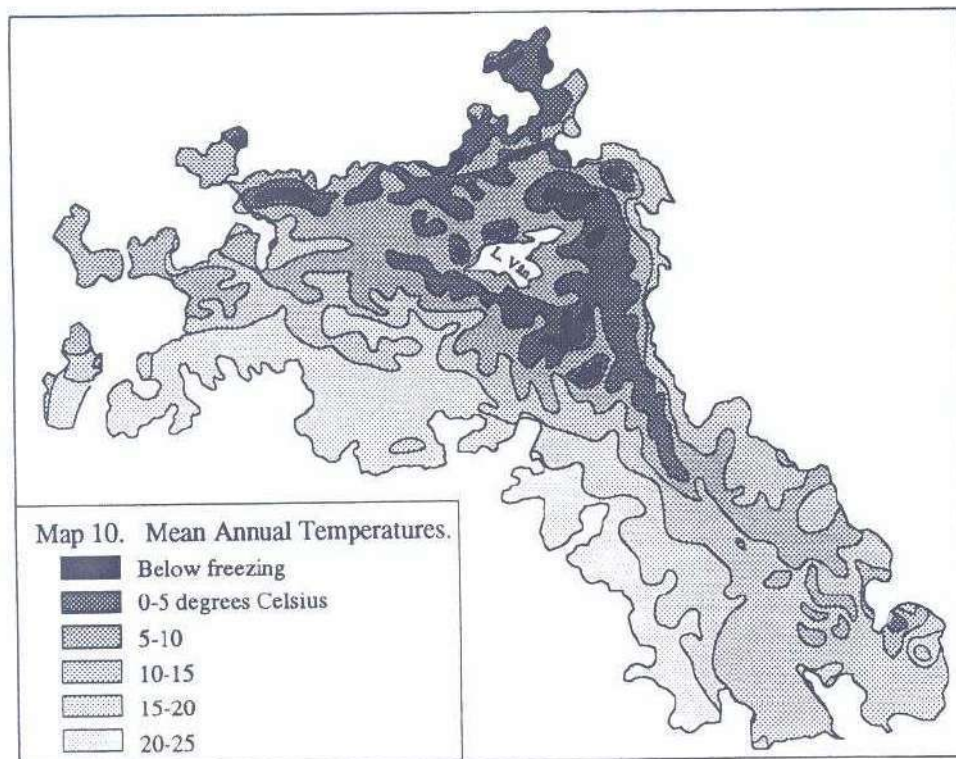 L. Van
Map 10. Mean Annual Temperatures.
Below freezing
0-5 degrees Celsius
5-10
10-15
15-20
20-25